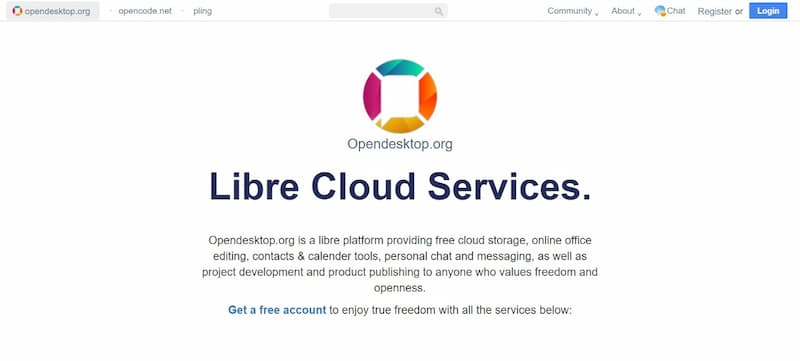 opendesktop.org opencode.net pling Community About Chat Register or Login
Opendesktop.org
Libre Cloud Services.
Opendesktop.org is a libre platform providing free cloud storage, online office
editing, contacts & calender tools, personal chat and messaging, as well as
project development and product publishing to anyone who values freedom and
openness.
Get a free account to enjoy true freedom with all the services below: